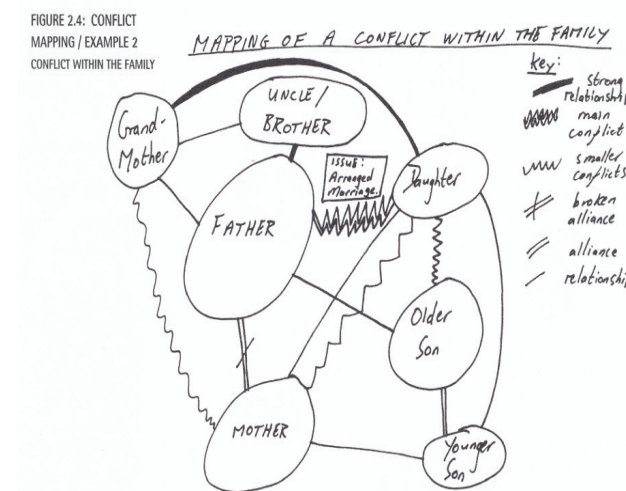 FIGURE 2.4: CONFLICT
MAPPING / EXAMPLE 2
CONFLICT WITHIN THE FAMILY
MAPPING OF A CONFLICT WITHIN THE FAMILY
key:
strong
relationship
main
conflict
smaller
conflicts
broken
alliance
alliance
relationshi
Grand-
Mother
UNCLE/
BROTHER
ISSUE:
Arranged
Marriage.
Daughter
FATHER
Older
Son
MOTHER
Younger
Son